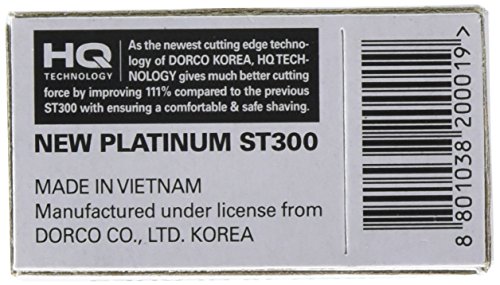 HQ
TECHNOLOGY
As the newest cutting edge techno-
logy of DORCO KOREA, HQ TECH-
NOLOGY gives much better cutting
force by improving 111% compared to the previous
ST300 with ensuring a comfortable & safe shaving.
NEW PLATINUM ST300
MADE IN VIETNAM
Manufactured under license from
DORCO CO., LTD. KOREA
8 801038 200019 >